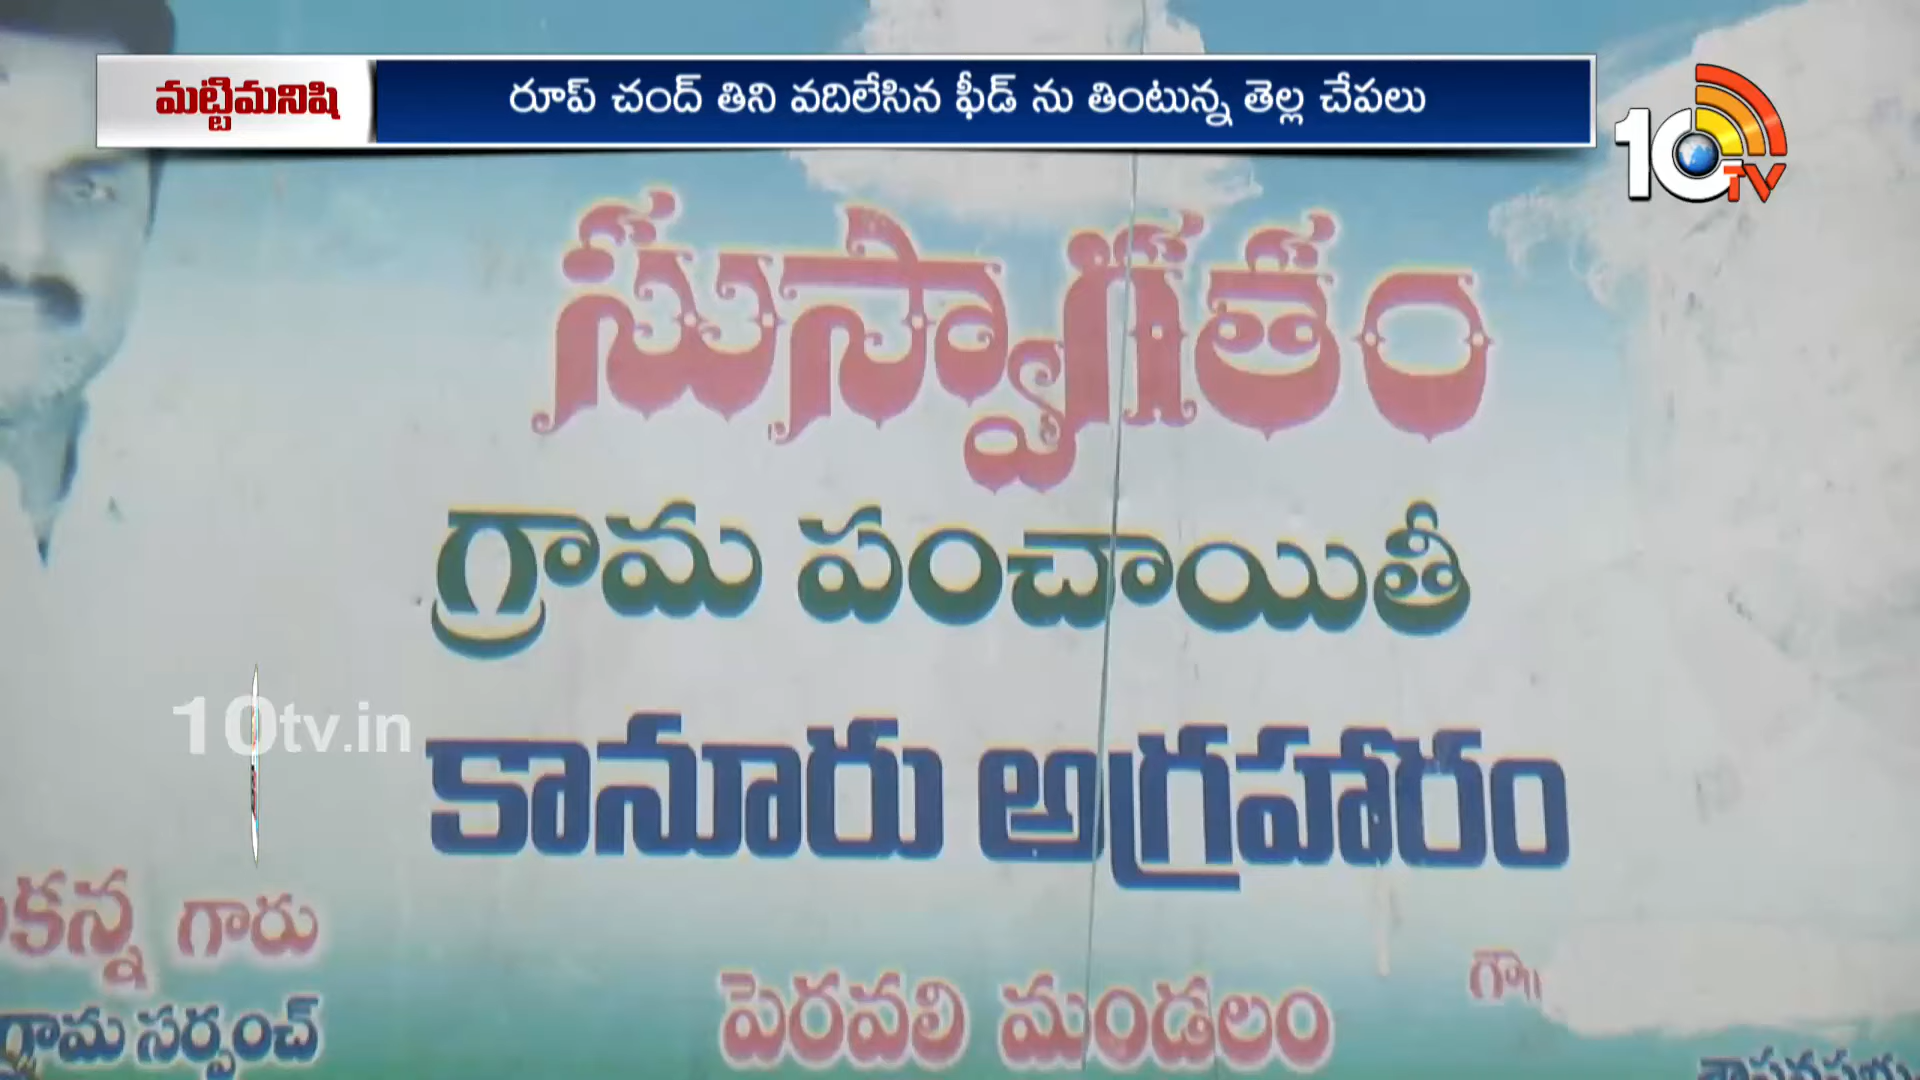 మట్టిమనిషి
రూప్ చంద్ తిని వదిలేసిన ఫీడ్ ను తింటున్న తెల్ల చేపలు
10TV
సుస్వాగతం
గ్రామ పంచాయితీ
10tv.in
కానూరు అగ్రహారం
గారు
పెరవలి మండలం
గ్రామ సర్పంచ్